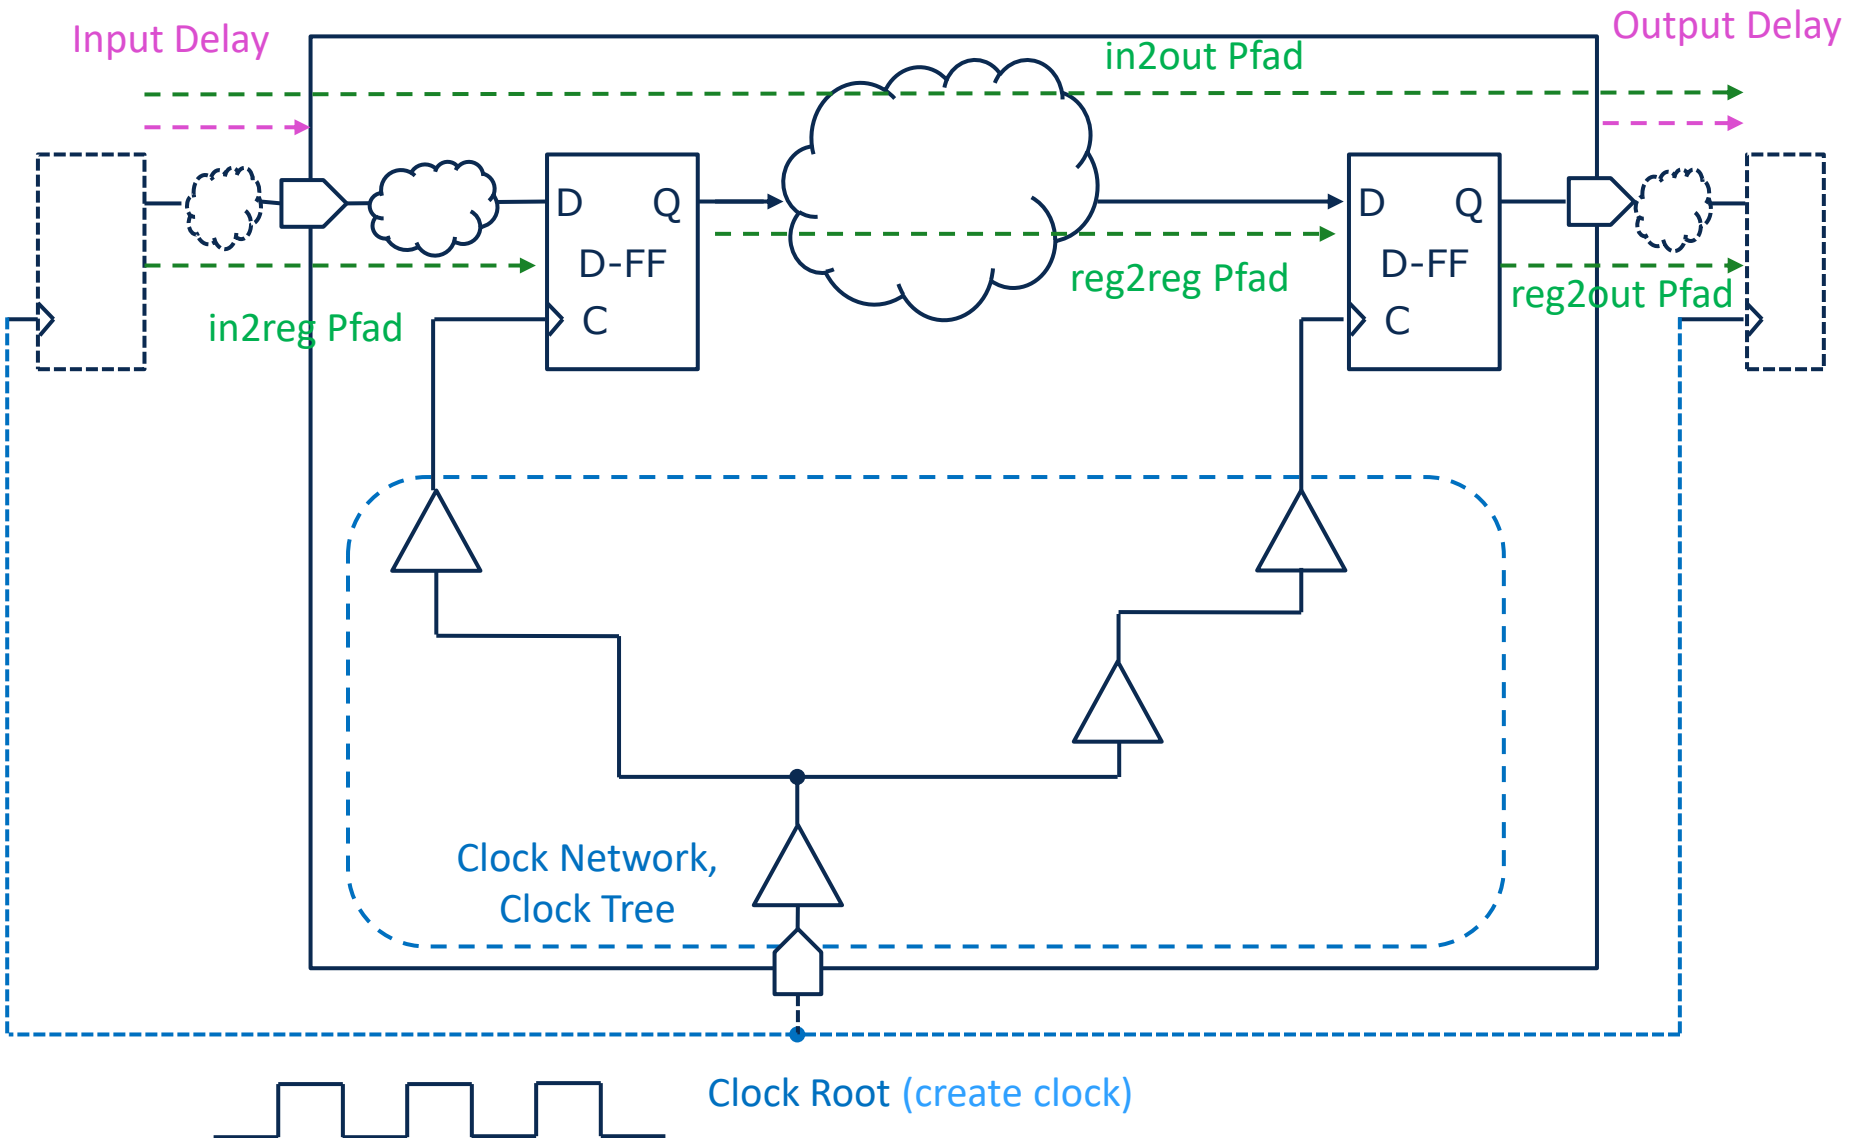 Input Delay
Output Delay
in2out Pfad
D
Q
D-FF
C
D
Q
D-FF
C
in2reg Pfad
reg2reg Pfad
reg2out Pfad
Clock Network,
Clock Tree
Clock Root (create clock)